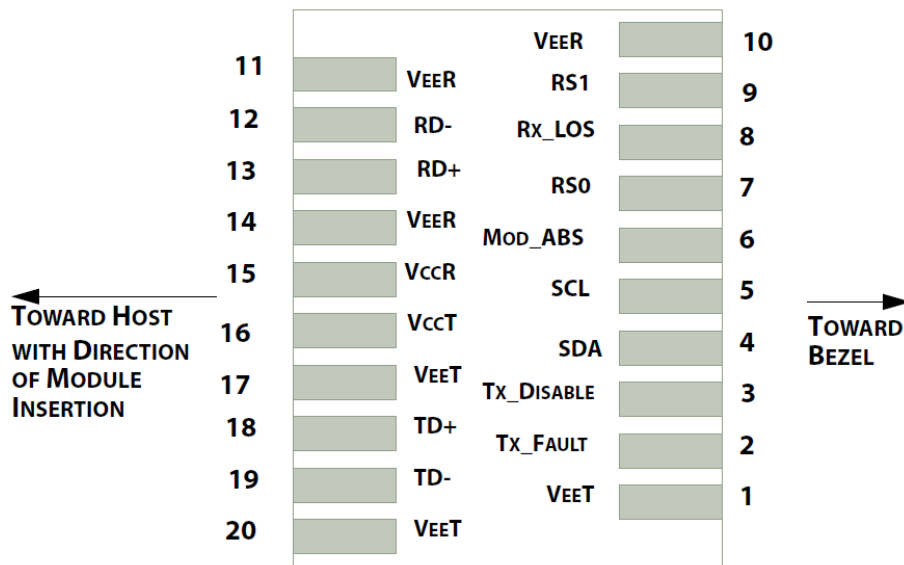 VEER 10
11 VEER
RS1 9
12 RD-
RX_LOS 8
13 RD+
RS0 7
14 VEER
MOD_ABS 6
15 VCCR
SCL 5
TOWARD HOST
WITH DIRECTION
OF MODULE
INSERTION
16 VCCT
SDA 4
TOWARD
BEZEL
17 VEET
TX_DISABLE 3
18 TD+
TX_FAULT 2
19 TD-
VEET 1
20 VEET